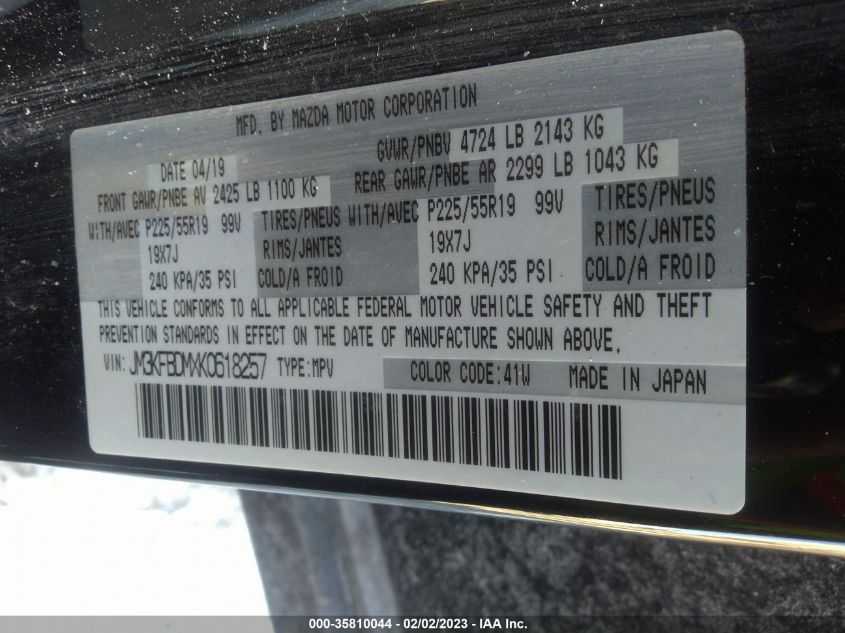 MFD. BY MAZDA MOTOR CORPORATION
DATE 04/19 GVWR/PNBV 4724 LB 2143 KG
FRONT GAWR/PNBE AV 2425 LB 1100 KG REAR GAWR/PNBE AR 2299 LB 1043 KG
WITH/AVEC P225/55R19 99V TIRES/PNEUS WITH/AVEC P225/55R19 99V TIRES/PNEUS
19X7J RIMS/JANTES 19X7J RIMS/JANTES
240 KPA/35 PSI COLD/A FROID 240 KPA/35 PSI COLD/A FROID
THIS VEHICLE CONFORMS TO ALL APPLICABLE FEDERAL MOTOR VEHICLE SAFETY AND THEFT
PREVENTION STANDARDS IN EFFECT ON THE DATE OF MANUFACTURE SHOWN ABOVE.
VIN: JM3KFBDMXK0618257 TYPE:MPV COLOR CODE:41W MADE IN JAPAN
000-35810044 - 02/02/2023 - IAA Inc.